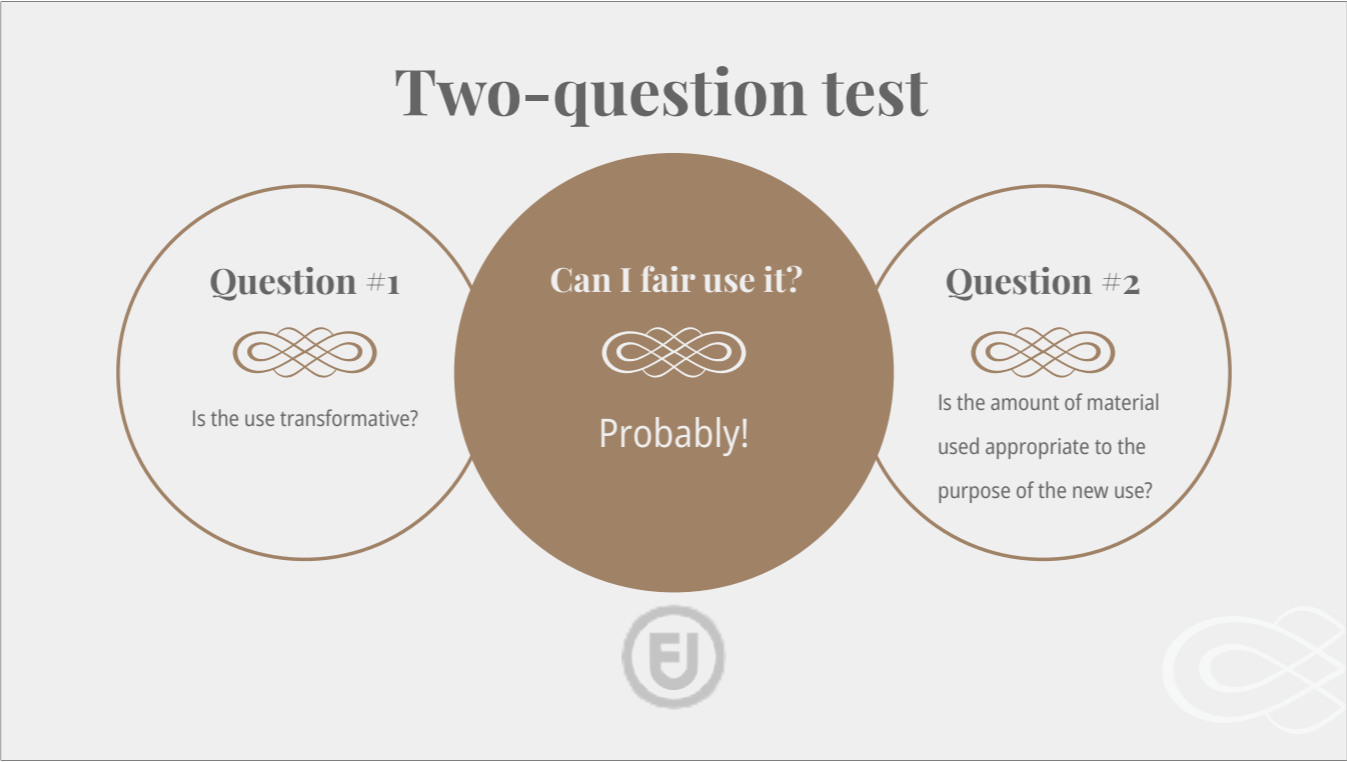 Two-question test
Question #1
Is the use transformative?
Can I fair use it?
Probably!
Question #2
Is the amount of material
used appropriate to the
purpose of the new use?
FU